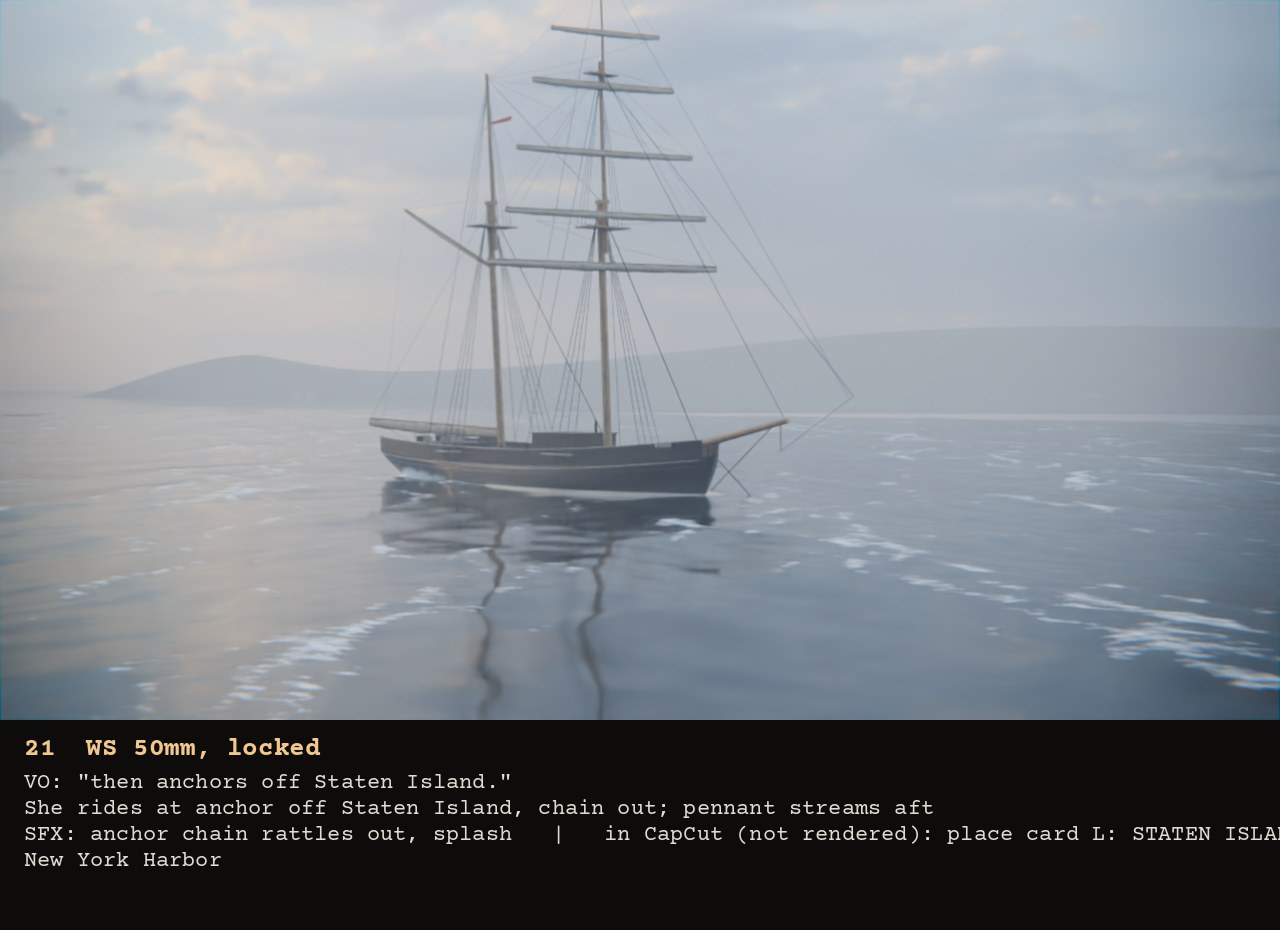 21  WS 50mm, locked
VO: "then anchors off Staten Island."
She rides at anchor off Staten Island, chain out; pennant streams aft
SFX: anchor chain rattles out, splash   |   in CapCut (not rendered): place card L: STATEN
New York Harbor